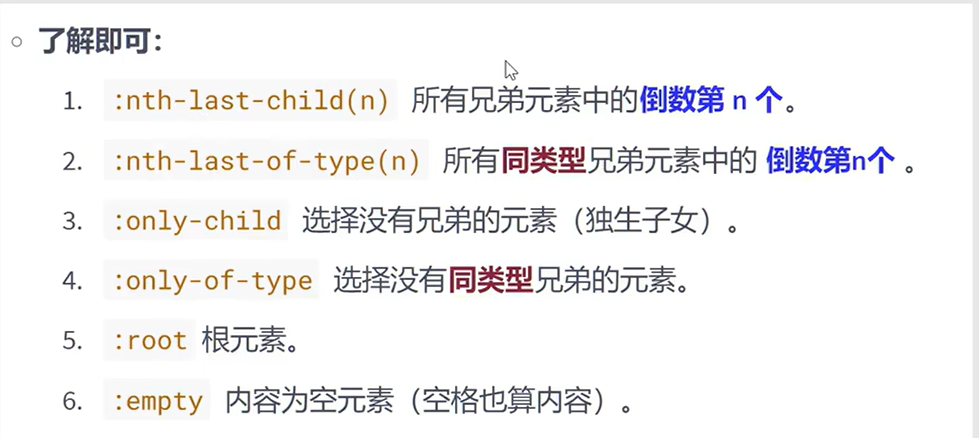 了解即可：
1. :nth-last-child(n) 所有兄弟元素中的倒数第 n 个。
2. :nth-last-of-type(n) 所有同类型兄弟元素中的 倒数第n个 。
3. :only-child 选择没有兄弟的元素（独生子女）。
4. :only-of-type 选择没有同类型兄弟的元素。
5. :root 根元素。
6. :empty 内容为空元素（空格也算内容）。